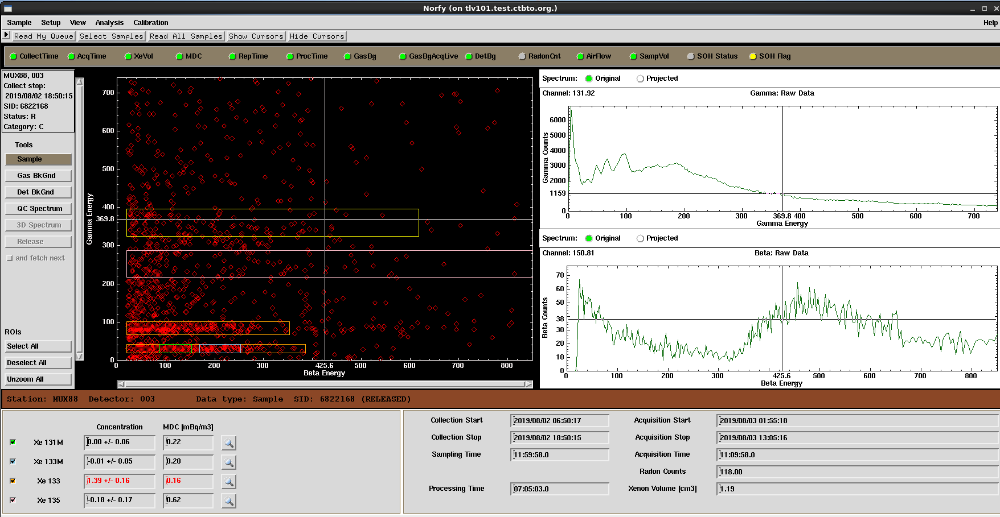 Norfy (on tlv101.test.ctbto.org.)
Sample Setup View Analysis Calibration Help
Read My Queue Select Samples Read All Samples Show Cursors Hide Cursors
CollectTime AcqTime XeVol MDC RepTime ProcTime GasBg GasBgAcqLive DetBg RadonCnt AirFlow SampVol SOH Status SOH Flag
MUX88, 003
Collect stop:
2019/08/02 18:50:15
SID: 6822168
Status: R
Category: C
Tools
Sample
Gas BkGnd
Det BkGnd
QC Spectrum
3D Spectrum
Release
and fetch next
ROIs
Select All
Deselect All
Unzoom All
700
600
500
400
369.8
300
200
100
0
Gamma Energy
0 100 200 300 425.6 500 600 700 800
Beta Energy
Spectrum: Original Projected
Channel: 131.92 Gamma: Raw Data
6000
5000
4000
3000
2000
1159
0
Gamma Counts
0 100 200 300 369.8 400 500 600 700
Gamma Energy
Spectrum: Original Projected
Channel: 150.81 Beta: Raw Data
70
60
50
38
30
20
10
0
Beta Counts
0 100 200 300 425.6 500 600 700 800
Beta Energy
Station: MUX88 Detector: 003 Data type: Sample SID: 6822168 (RELEASED)
Concentration MDC [mBq/m3]
Xe 131M 0.00 +/- 0.06 0.22
Xe 133M -0.01 +/- 0.05 0.20
Xe 133 1.39 +/- 0.16 0.16
Xe 135 -0.18 +/- 0.17 0.62
Collection Start 2019/08/02 06:50:17 Acquisition Start 2019/08/03 01:55:18
Collection Stop 2019/08/02 18:50:15 Acquisition Stop 2019/08/03 13:05:16
Sampling Time 11:59:58.0 Acquisition Time 11:09:58.0
Radon Counts 118.00
Processing Time 07:05:03.0 Xenon Volume [cm3] 1.19